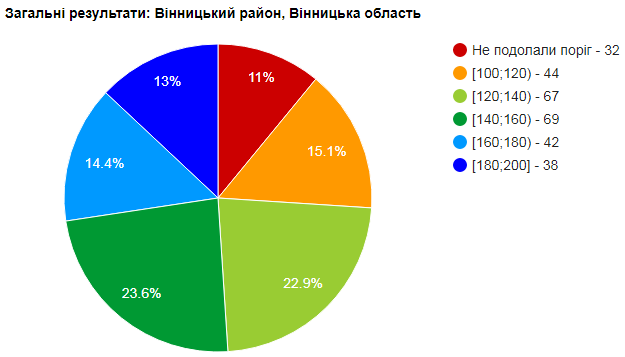 Загальні результати: Вінницький район, Вінницька область
Не подолали поріг - 32
[100;120) - 44
[120;140) - 67
[140;160) - 69
[160;180) - 42
[180;200] - 38
11%
15.1%
22.9%
23.6%
14.4%
13%